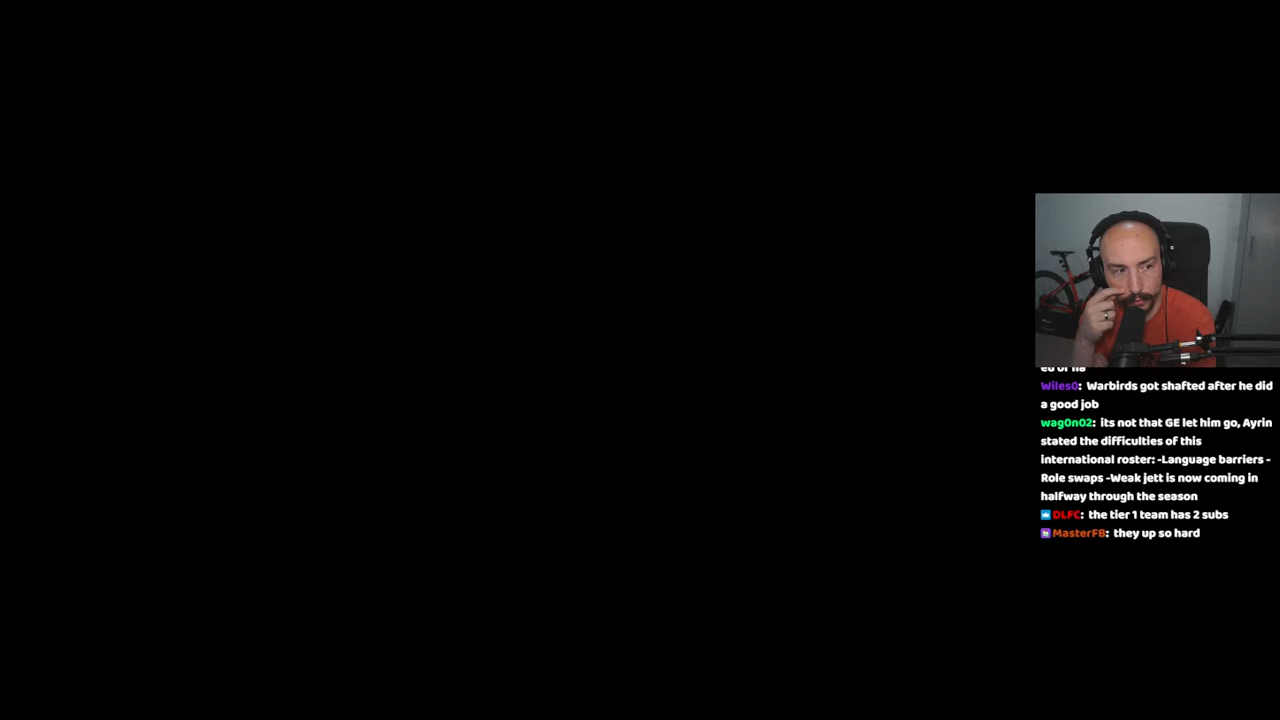 Wiles0: Warbirds got shafted after he did
a good job
wag0n02: its not that GE let him go, Ayrin
stated the difficulties of this
international roster: -Language barriers -
Role swaps -Weak jett is now coming in
halfway through the season
DLFC: the tier 1 team has 2 subs
MasterFB: they up so hard